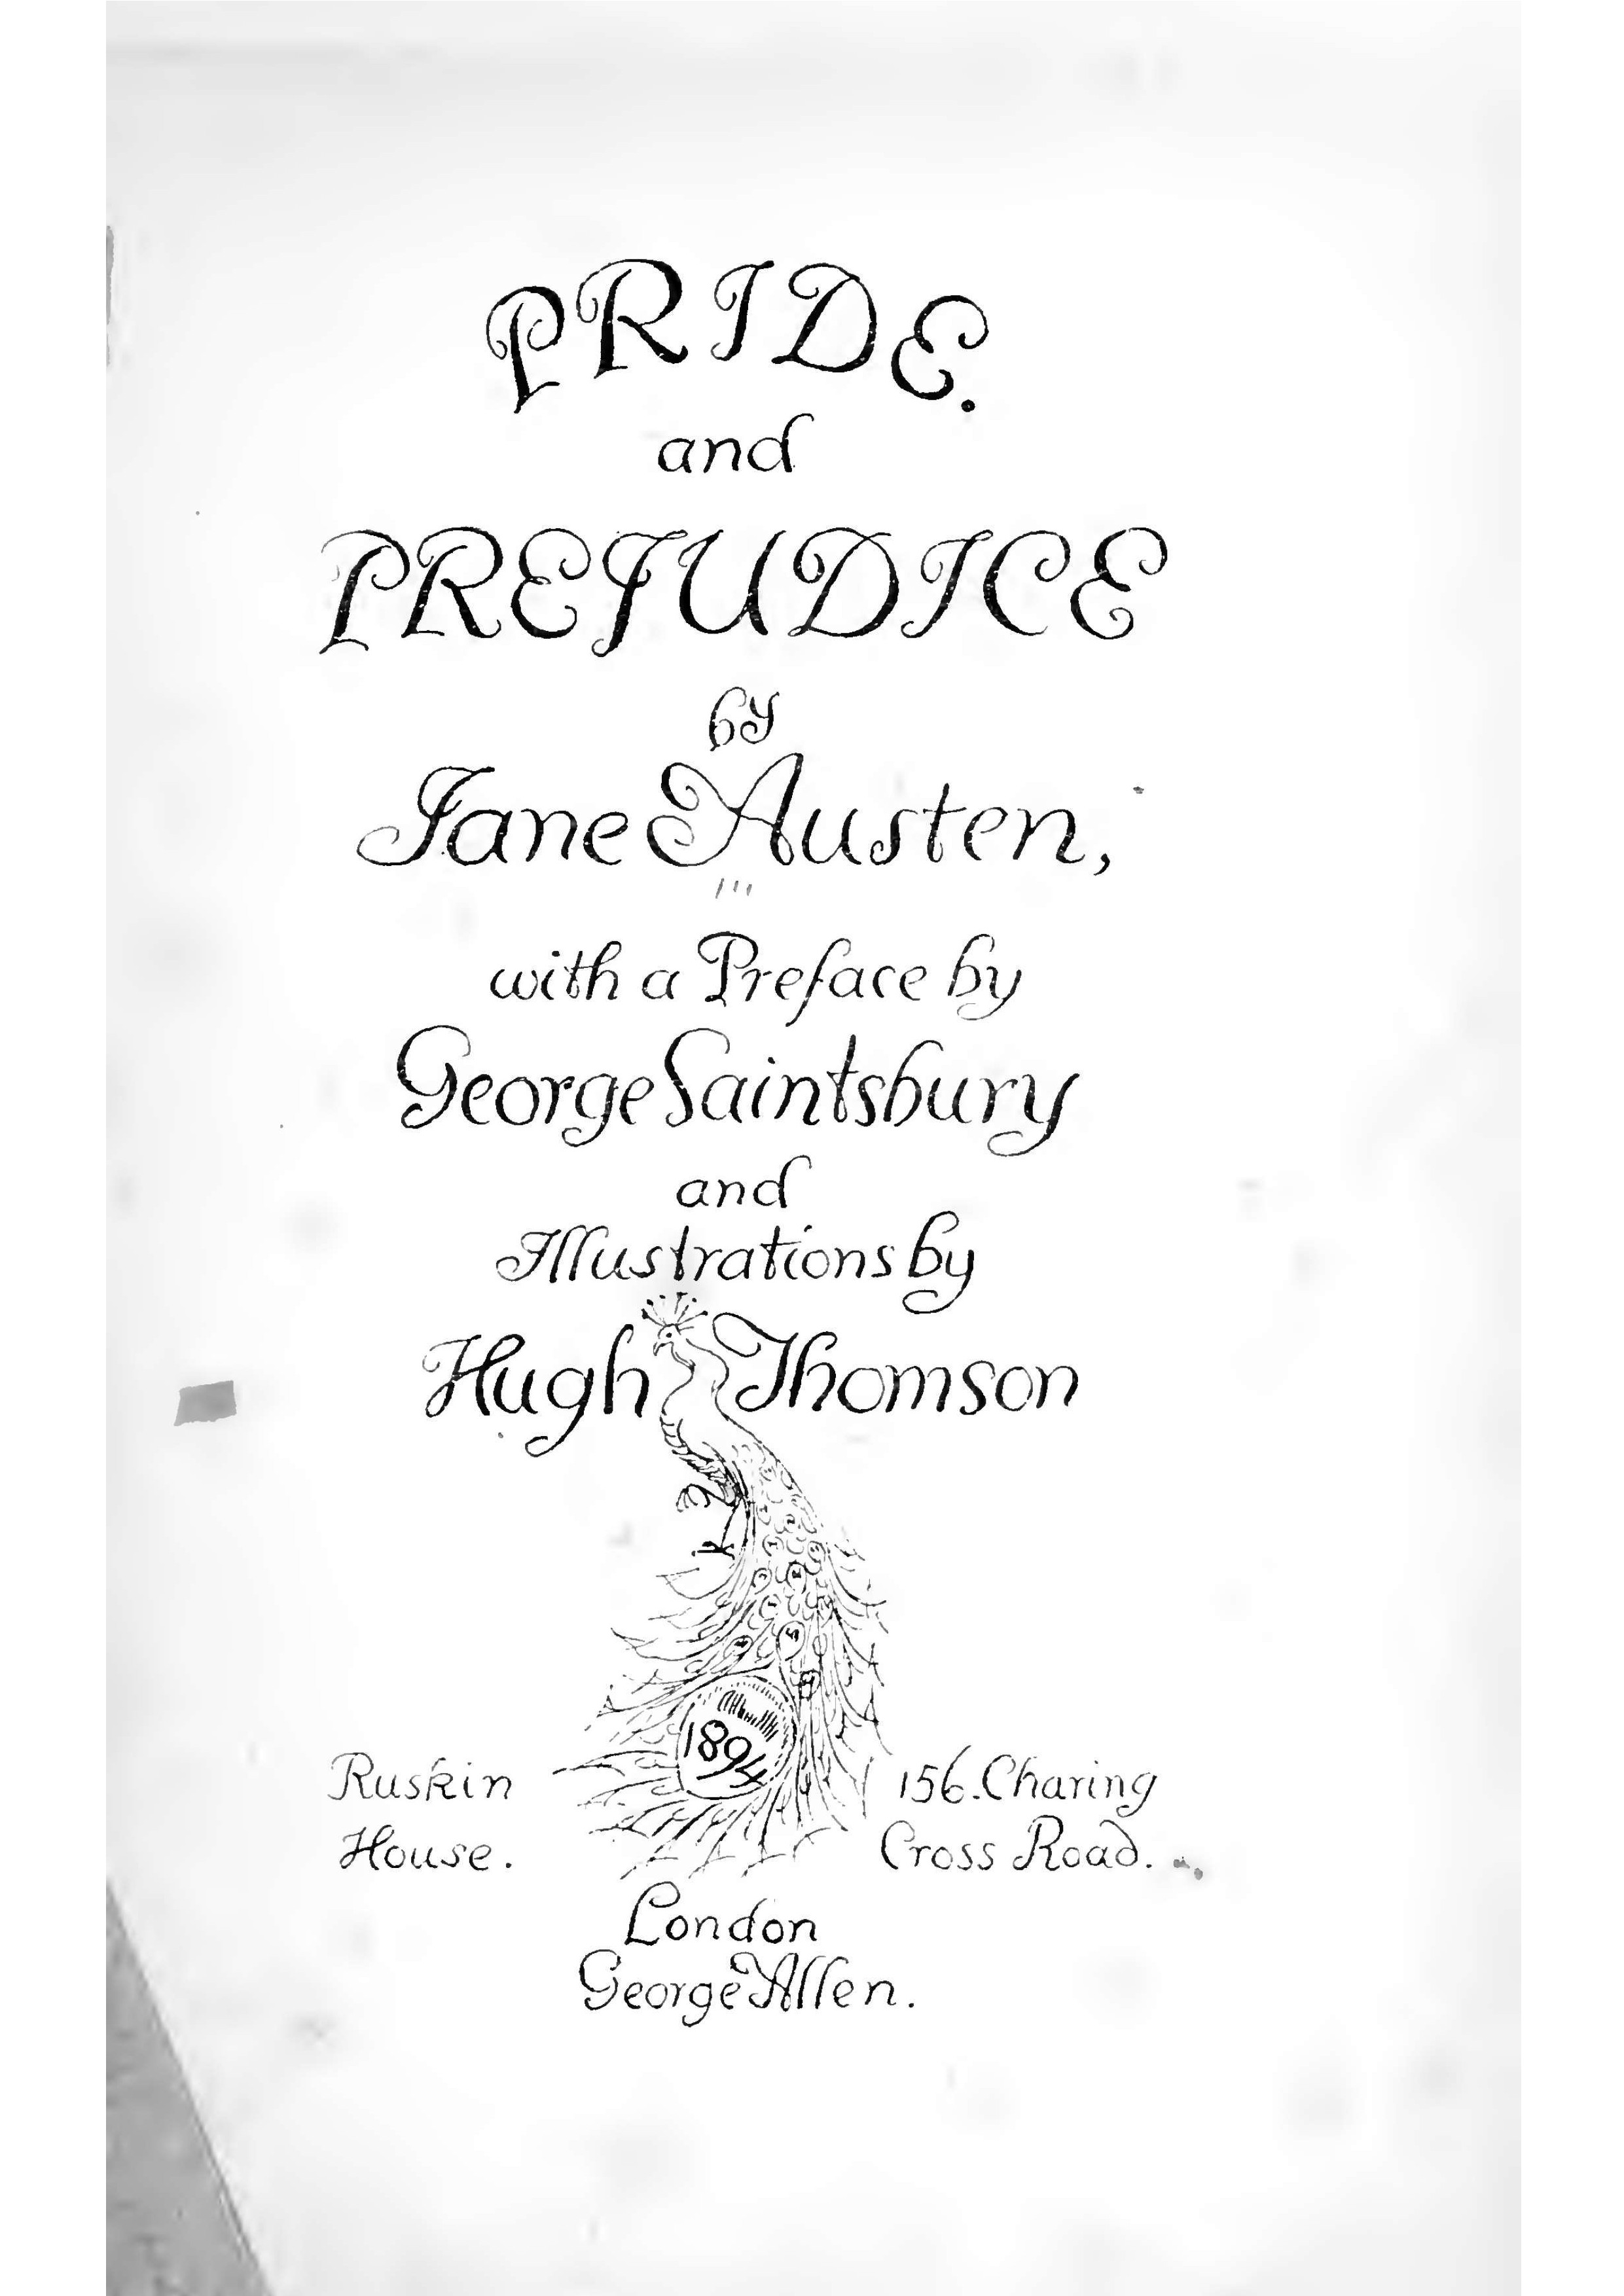 PRIDE.
and
PREJUDICE
by
Jane Austen,
with a Preface by
George Saintsbury
and
Illustrations by
Hugh Thomson
1894
Ruskin
House.
156. Charing
Cross Road.
London
George Allen.